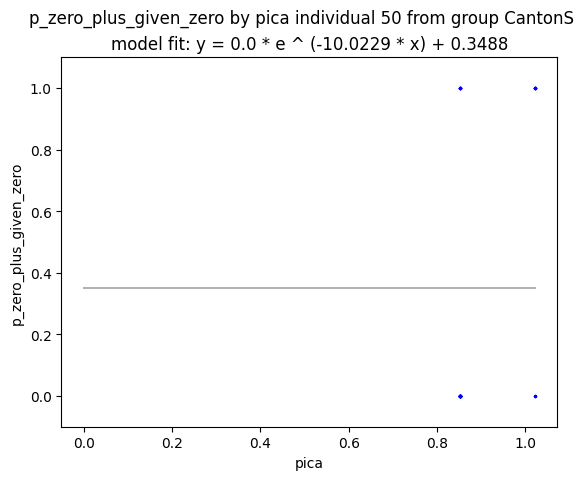 p_zero_plus_given_zero by pica individual 50 from group CantonS
model fit: y = 0.0 * e ^ (-10.0229 * x) + 0.3488
p_zero_plus_given_zero
1.0
0.8
0.6
0.4
0.2
0.0
0.0 0.2 0.4 0.6 0.8 1.0
pica